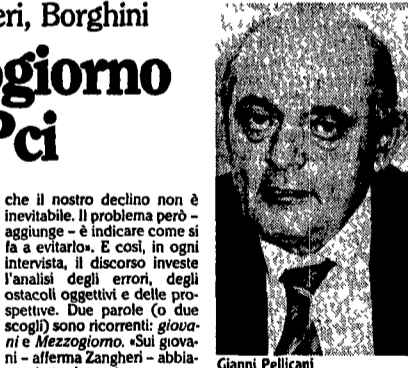 eri, Borghini
ogiorno
Pci
che il nostro declino non è
inevitabile. Il problema però –
aggiunge – è indicare come si
fa a evitarlo». E così, in ogni
intervista, il discorso investe
l'analisi degli errori, degli
ostacoli oggettivi e delle pro-
spettive. Due parole (o due
scogli) sono ricorrenti: giova-
ni e Mezzogiorno. «Sui giova-
ni – afferma Zangheri – abbia-
Gianni Pellicani